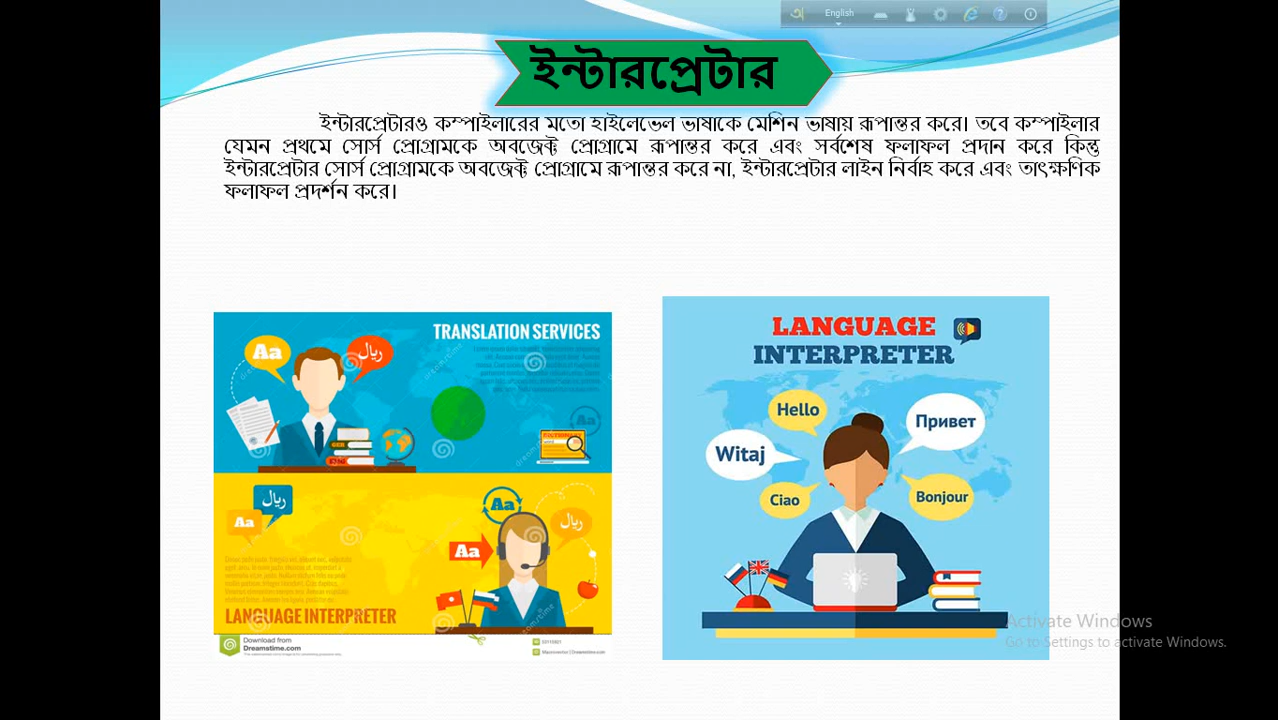 English
ইন্টারপ্রেটার
ইন্টারপ্রেটারও কম্পাইলারের মতো হাইলেভেল ভাষাকে মেশিন ভাষায় রূপান্তর করে। তবে কম্পাইলার
যেমন প্রথমে সোর্স প্রোগ্রামকে অবজেক্ট প্রোগ্রামে রূপান্তর করে এবং সর্বশেষ ফলাফল প্রদান করে কিন্তু
ইন্টারপ্রেটার সোর্স প্রোগ্রামকে অবজেক্ট প্রোগ্রামে রূপান্তর করে না, ইন্টারপ্রেটার লাইন নির্বাহ করে এবং তাৎক্ষণিক
ফলাফল প্রদর্শন করে।
TRANSLATION SERVICES
Aa
ريال
Aa
ريال
Aa
Aa
Aa
ريال
LANGUAGE INTERPRETER
Download from
Dreamstime.com
LANGUAGE
INTERPRETER
Hello
Привет
Witaj
Ciao
Bonjour
Activate Windows
Go to Settings to activate Windows.